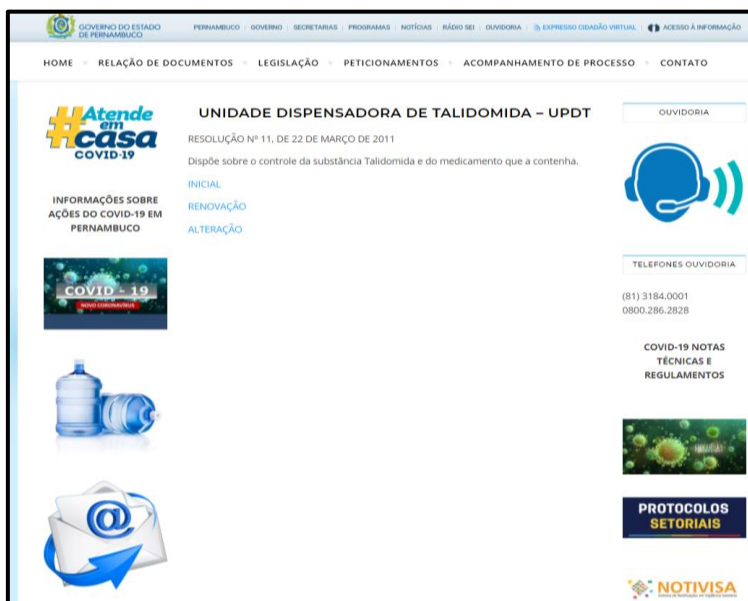 GOVERNO DO ESTADO
DE PERNAMBUCO
PERNAMBUCO GOVERNO SECRETARIAS PROGRAMAS NOTÍCIAS RÁDIO SEI OUVIDORIA EXPRESSO CIDADÃO VIRTUAL ACESSO À INFORMAÇÃO
HOME RELAÇÃO DE DOCUMENTOS LEGISLAÇÃO PETICIONAMENTOS ACOMPANHAMENTO DE PROCESSO CONTATO
#Atende
em
casa
COVID-19
INFORMAÇÕES SOBRE
AÇÕES DO COVID-19 EM
PERNAMBUCO
COVID - 19
NOVO CORONAVÍRUS
@
UNIDADE DISPENSADORA DE TALIDOMIDA – UPDT
RESOLUÇÃO Nº 11, DE 22 DE MARÇO DE 2011
Dispõe sobre o controle da substância Talidomida e do medicamento que a contenha.
INICIAL
RENOVAÇÃO
ALTERAÇÃO
OUVIDORIA
TELEFONES OUVIDORIA
(81) 3184.0001
0800.286.2828
COVID-19 NOTAS
TÉCNICAS E
REGULAMENTOS
PROTOCOLOS
SETORIAIS
NOTIVISA